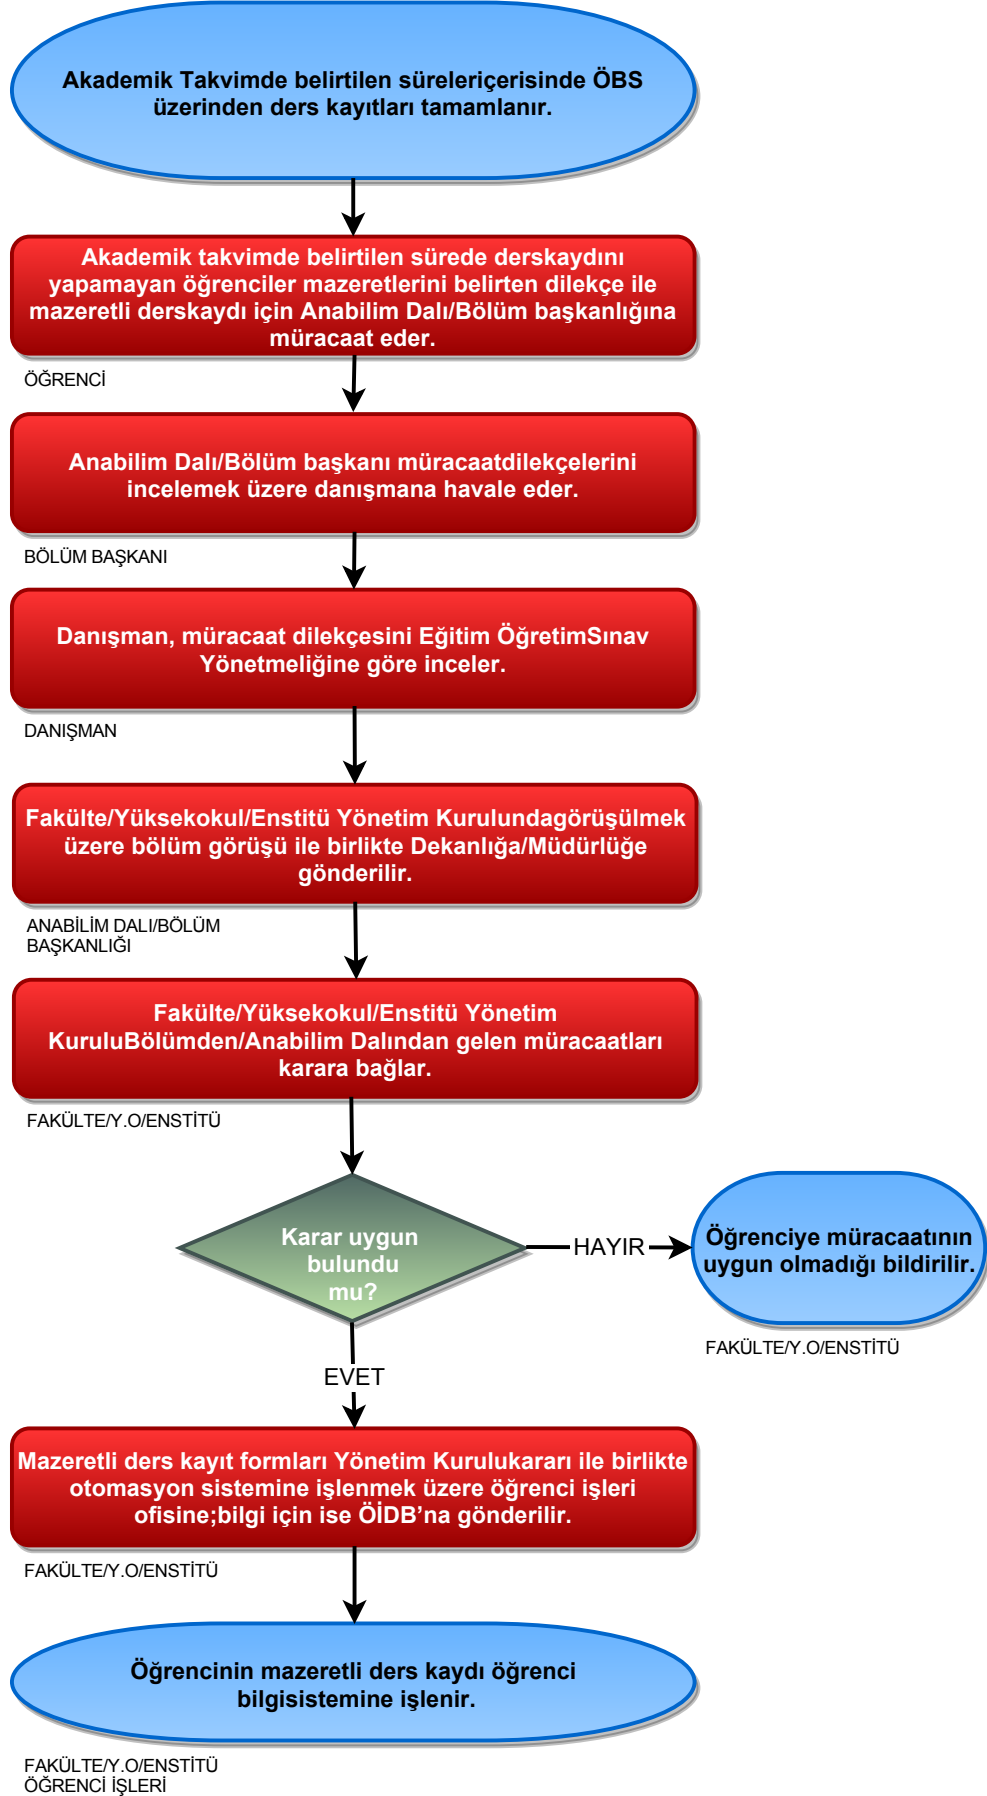 Akademik Takvimde belirtilen süreleriçerisinde ÖBS
üzerinden ders kayıtları tamamlanır.
Akademik takvimde belirtilen sürede derskaydını
yapamayan öğrenciler mazeretlerini belirten dilekçe ile
mazeretli derskaydı için Anabilim Dalı/Bölüm başkanlığına
müracaat eder.
ÖĞRENCİ
Anabilim Dalı/Bölüm başkanı müracaatdilekçelerini
incelemek üzere danışmana havale eder.
BÖLÜM BAŞKANI
Danışman, müracaat dilekçesini Eğitim ÖğretimSınav
Yönetmeliğine göre inceler.
DANIŞMAN
Fakülte/Yüksekokul/Enstitü Yönetim Kurulundagörüşülmek
üzere bölüm görüşü ile birlikte Dekanlığa/Müdürlüğe
gönderilir.
ANABİLİM DALI/BÖLÜM
BAŞKANLIĞI
Fakülte/Yüksekokul/Enstitü Yönetim
KuruluBölümden/Anabilim Dalından gelen müracaatları
karara bağlar.
FAKÜLTE/Y.O/ENSTİTÜ
Karar uygun
bulundu
mu?
HAYIR
Öğrenciye müracaatının
uygun olmadığı bildirilir.
FAKÜLTE/Y.O/ENSTİTÜ
EVET
Mazeretli ders kayıt formları Yönetim Kurulukararı ile birlikte
otomasyon sistemine işlenmek üzere öğrenci işleri
ofisine;bilgi için ise ÖİDB’na gönderilir.
FAKÜLTE/Y.O/ENSTİTÜ
Öğrencinin mazeretli ders kaydı öğrenci
bilgisistemine işlenir.
FAKÜLTE/Y.O/ENSTİTÜ
ÖĞRENCİ İŞLERİ